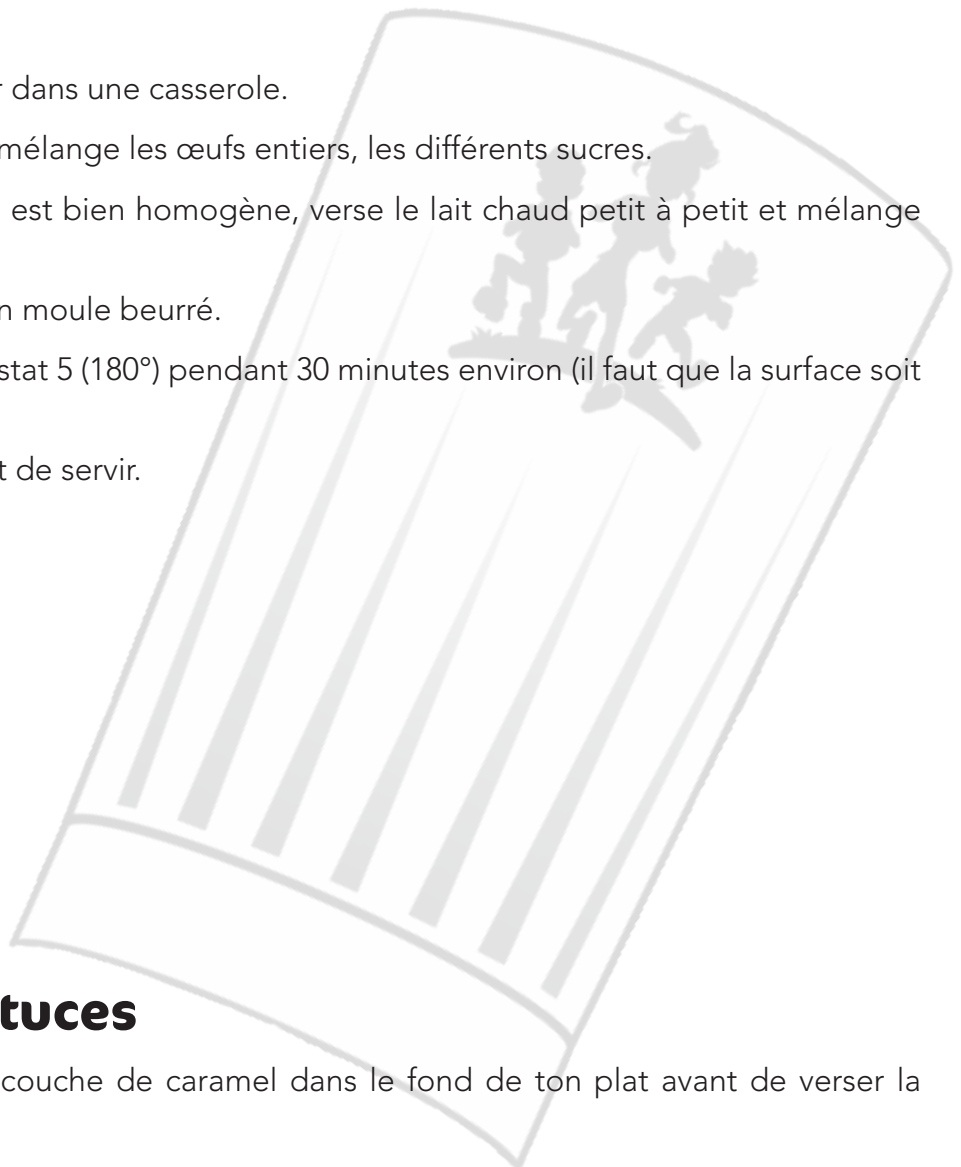 r dans une casserole.
mélange les œufs entiers, les différents sucres.
est bien homogène, verse le lait chaud petit à petit et mélange
n moule beurré.
stat 5 (180°) pendant 30 minutes environ (il faut que la surface soit
t de servir.
tuces
couche de caramel dans le fond de ton plat avant de verser la